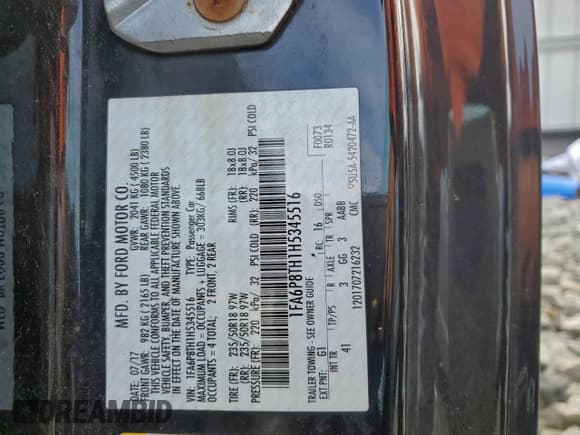 MFD. BY FORD MOTOR CO.
DATE: 07/17 GVWR: 2041 KG ( 4500 LB)
FRONT GAWR: 982 KG ( 2165 LB) REAR GAWR: 1080 KG ( 2380 LB)
THIS VEHICLE CONFORMS TO ALL APPLICABLE FEDERAL MOTOR
VEHICLE SAFETY, BUMPER, AND THEFT PREVENTION STANDARDS
IN EFFECT ON THE DATE OF MANUFACTURE SHOWN ABOVE.
VIN: 1FA6P8TH1H5345516 TYPE: Passenger Car
MAXIMUM LOAD = OCCUPANTS + LUGGAGE = 303KG/ 668LB
OCCUPANTS = 4 TOTAL: 2 FRONT, 2 REAR
TIRE (FR): 235/50R18 97W RIMS (FR): 18x8.0J
(RR): 235/50R18 97W (RR): 18x8.0J
PRESSURE (FR): 220 kPa/ 32 PSI COLD (RR): 220 kPa/ 32 PSI COLD
1FA6P8TH1H5345516
TRAILER TOWING - SEE OWNER GUIDE
F0073
R0134
EXT PNT: G1 RC: 16 DSO:
INT TR TP/PS R AXLE TR SPR
41 3 GG 3 AABB
1201707216232 CMC
5U5A-5420472-AA
DREAMBID